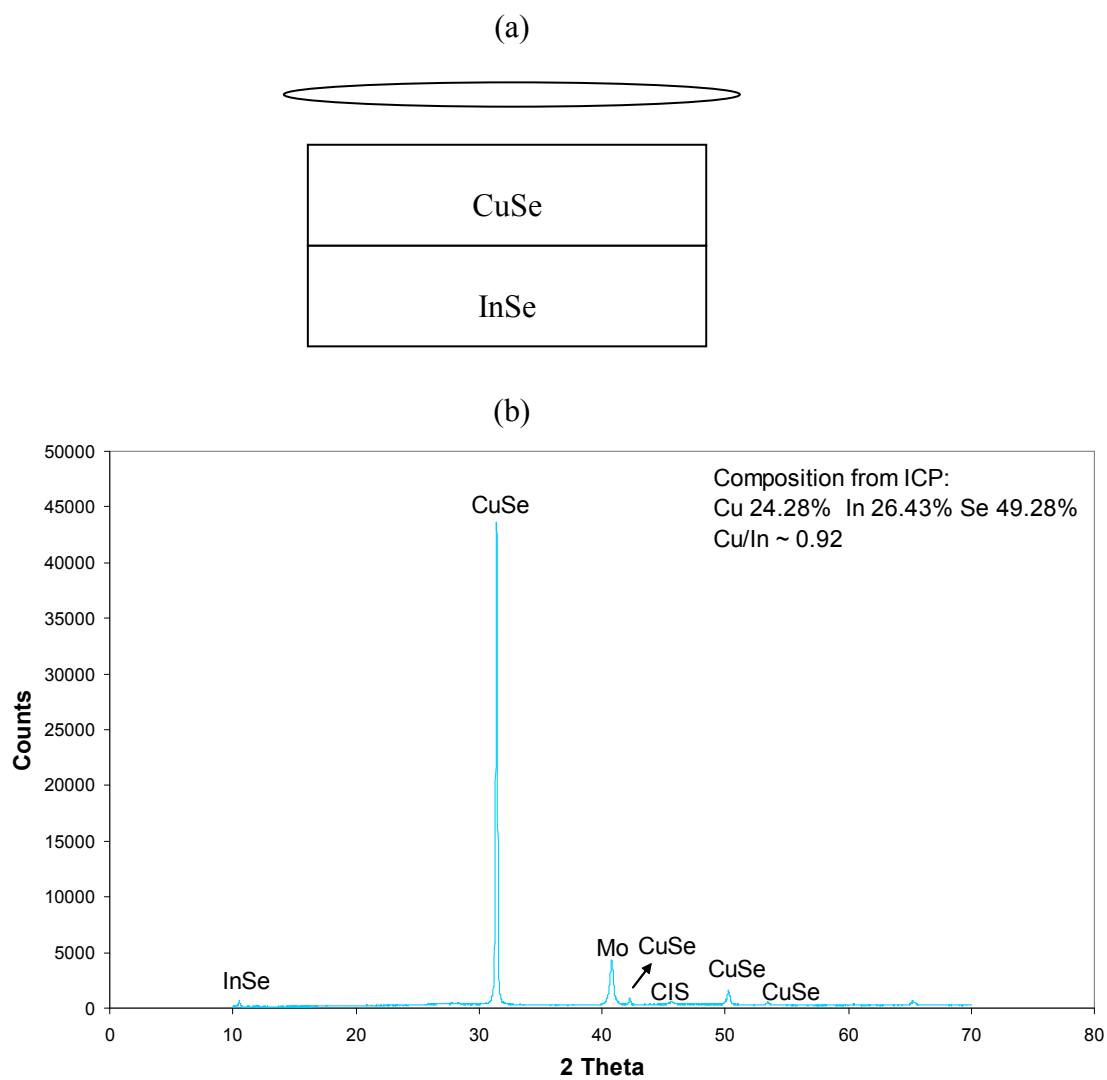 (a)
CuSe
InSe
(b)
50000
45000
40000
35000
30000
25000
20000
15000
10000
5000
0
Counts
Composition from ICP:
Cu 24.28% In 26.43% Se 49.28%
Cu/In ~ 0.92
CuSe
InSe
Mo
CuSe
CIS
CuSe
CuSe
0 10 20 30 40 50 60 70 80
2 Theta